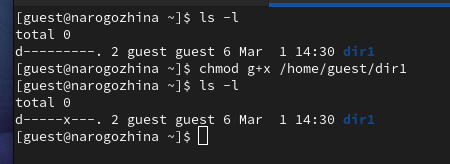 [guest@narogozhina ~]$ ls -l
total 0
d---------. 2 guest guest 6 Mar  1 14:30 dir1
[guest@narogozhina ~]$ chmod g+x /home/guest/dir1
[guest@narogozhina ~]$ ls -l
total 0
d-----x---. 2 guest guest 6 Mar  1 14:30 dir1
[guest@narogozhina ~]$